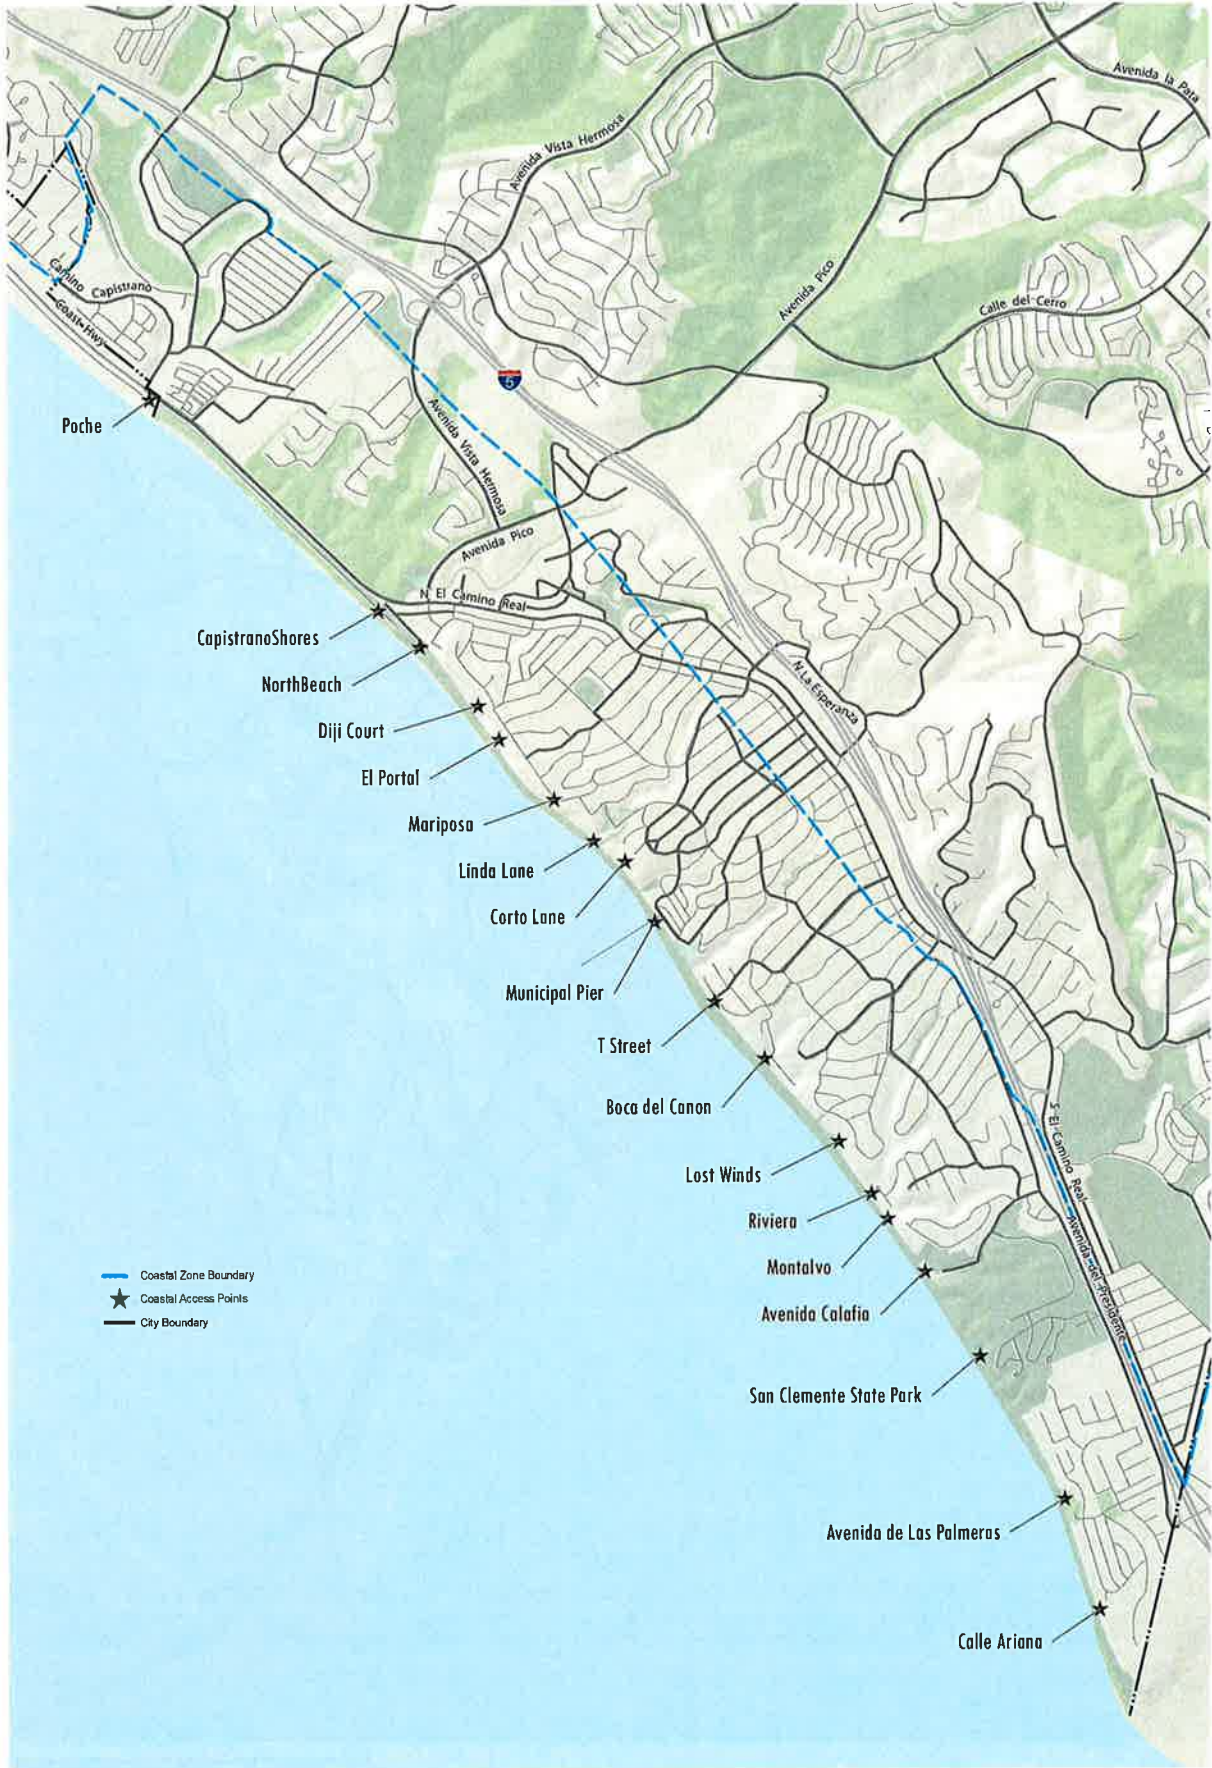 Avenida la Pata
Avenida Vista Hermosa
Avenida Pico
Calle del Cerro
Camino Capistrano
Coast Hwy
5
Poche
Avenida Vista Hermosa
Avenida Pico
N El Camino Real
CapistranoShores
NorthBeach
N La Esperanza
Diji Court
El Portal
Mariposa
Linda Lane
Corto Lane
Municipal Pier
T Street
Boca del Canon
S El Camino Real
Lost Winds
Riviera
Montalvo
Avenida del Presidente
Avenida Calafia
Coastal Zone Boundary
Coastal Access Points
City Boundary
San Clemente State Park
Avenida de Las Palmeras
Calle Ariana